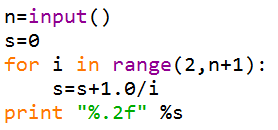 n=input()
s=0
for i in range(2,n+1):
    s=s+1.0/i
print "%.2f" %s